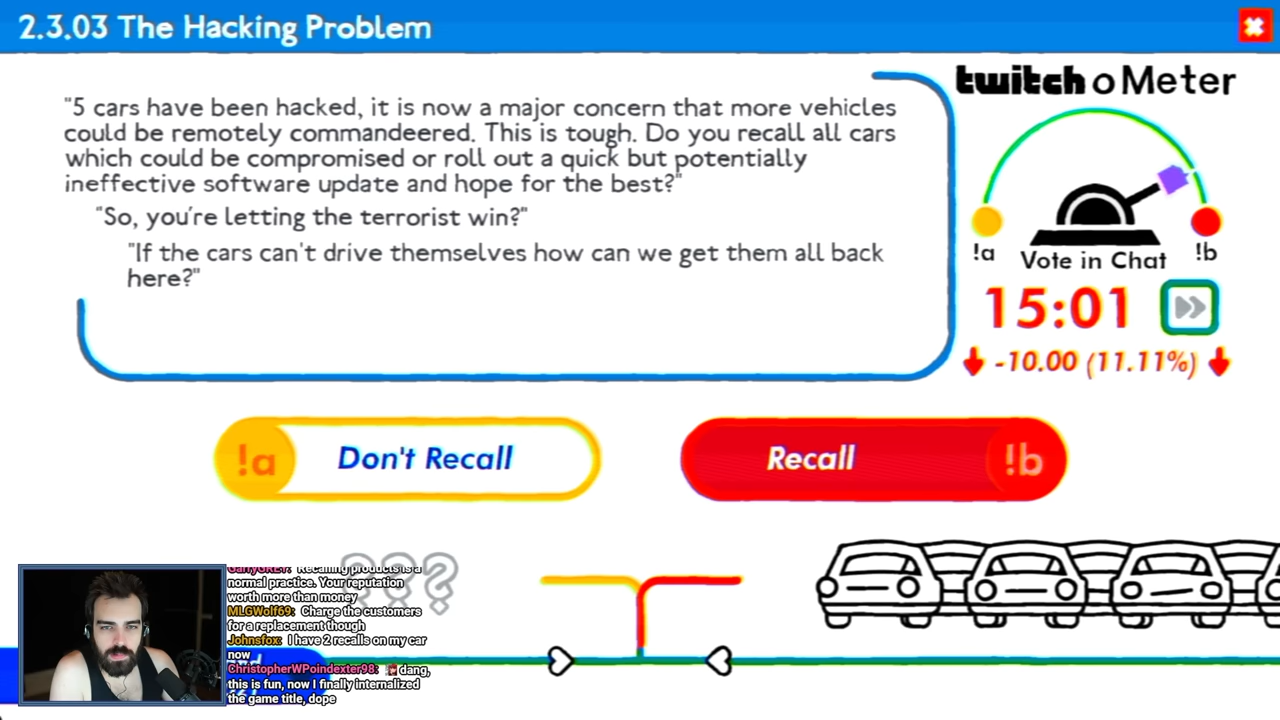 2.3.03 The Hacking Problem
"5 cars have been hacked, it is now a major concern that more vehicles
could be remotely commandeered. This is tough. Do you recall all cars
which could be compromised or roll out a quick but potentially
ineffective software update and hope for the best?"
"So, you're letting the terrorist win?"
"If the cars can't drive themselves how can we get them all back
here?"
twitch o Meter
!a
Vote in Chat
!b
15:01
-10.00 (11.11%)
!a Don't Recall
Recall !b
???
Recalling products is a
normal practice. Your reputation
worth more than money
MLGWolf69: Charge the customers
for a replacement though
Johnsfox: I have 2 recalls on my car
now
ChristopherWPoindexter98: dang,
this is fun, now I finally internalized
the game title, dope